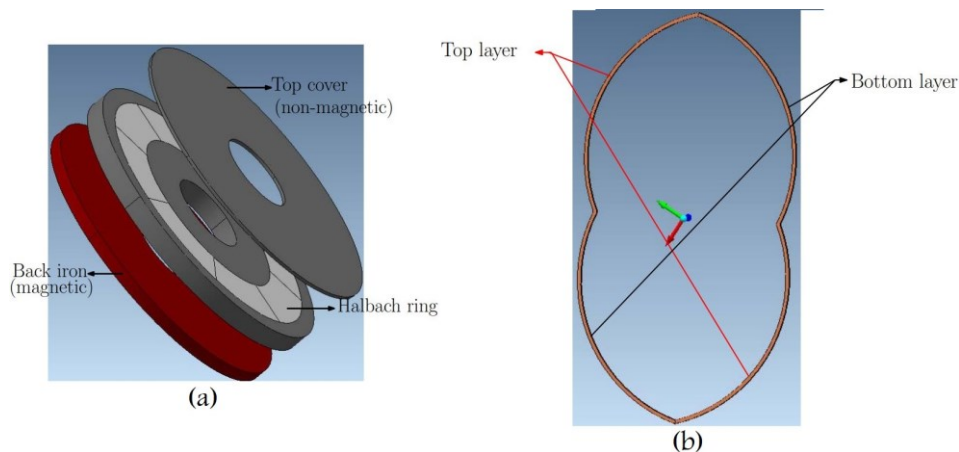 Top cover
(non-magnetic)
Back iron
(magnetic)
Halbach ring
(a)
Top layer
Bottom layer
(b)